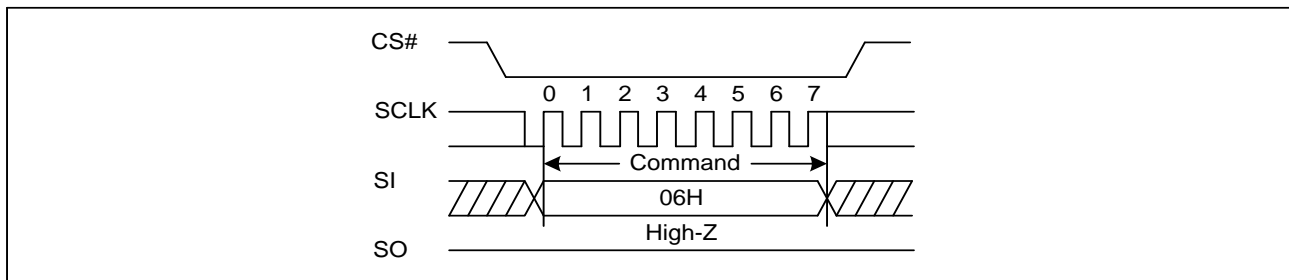 CS#
0 1 2 3 4 5 6 7
SCLK
Command
SI
06H
High-Z
SO